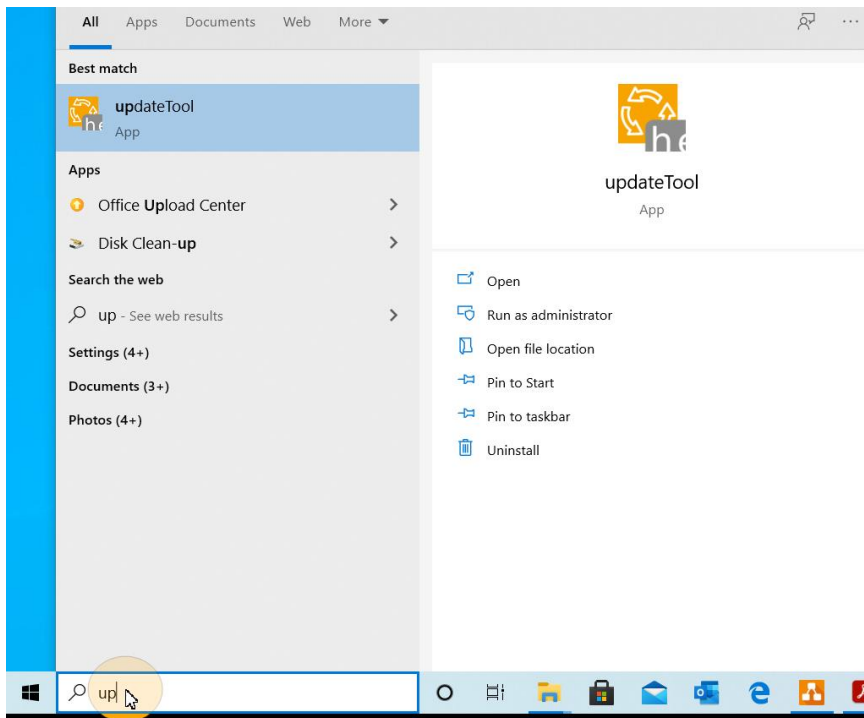 All Apps Documents Web More
Best match
updateTool
App
Apps
Office Upload Center
Disk Clean-up
Search the web
up - See web results
Settings (4+)
Documents (3+)
Photos (4+)
he
updateTool
App
Open
Run as administrator
Open file location
Pin to Start
Pin to taskbar
Uninstall
up